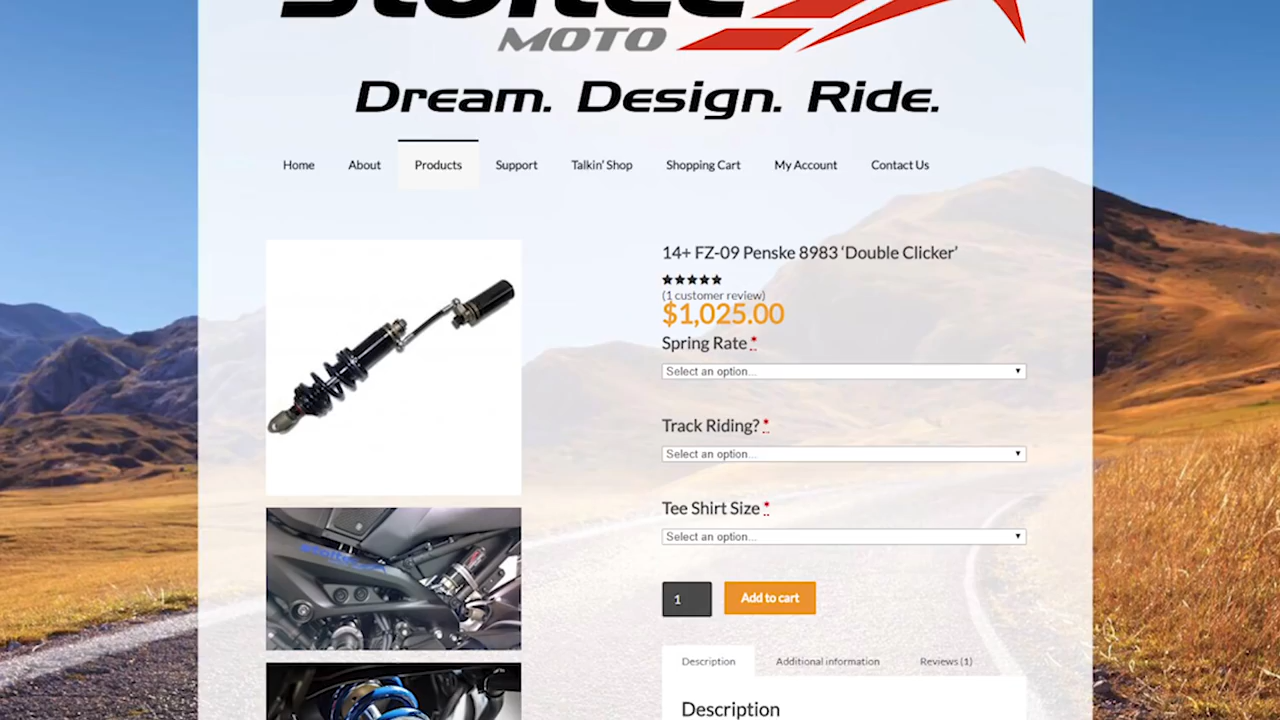 MOTO
Dream. Design. Ride.
Home About Products Support Talkin' Shop Shopping Cart My Account Contact Us
14+ FZ-09 Penske 8983 ‘Double Clicker’
(1 customer review)
$1,025.00
Spring Rate *
Select an option...
Track Riding? *
Select an option...
Tee Shirt Size *
Select an option...
1 Add to cart
Description Additional information Reviews (1)
Description